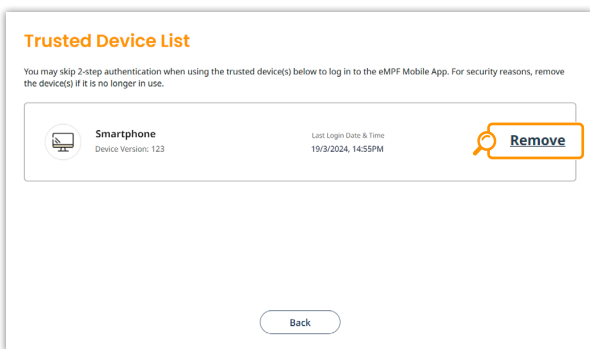 Trusted Device List
You may skip 2-step authentication when using the trusted device(s) below to log in to the eMPF Mobile App. For security reasons, remove
the device(s) if it is no longer in use.
Smartphone
Device Version: 123
Last Login Date & Time
19/3/2024, 14:55PM
Remove
Back